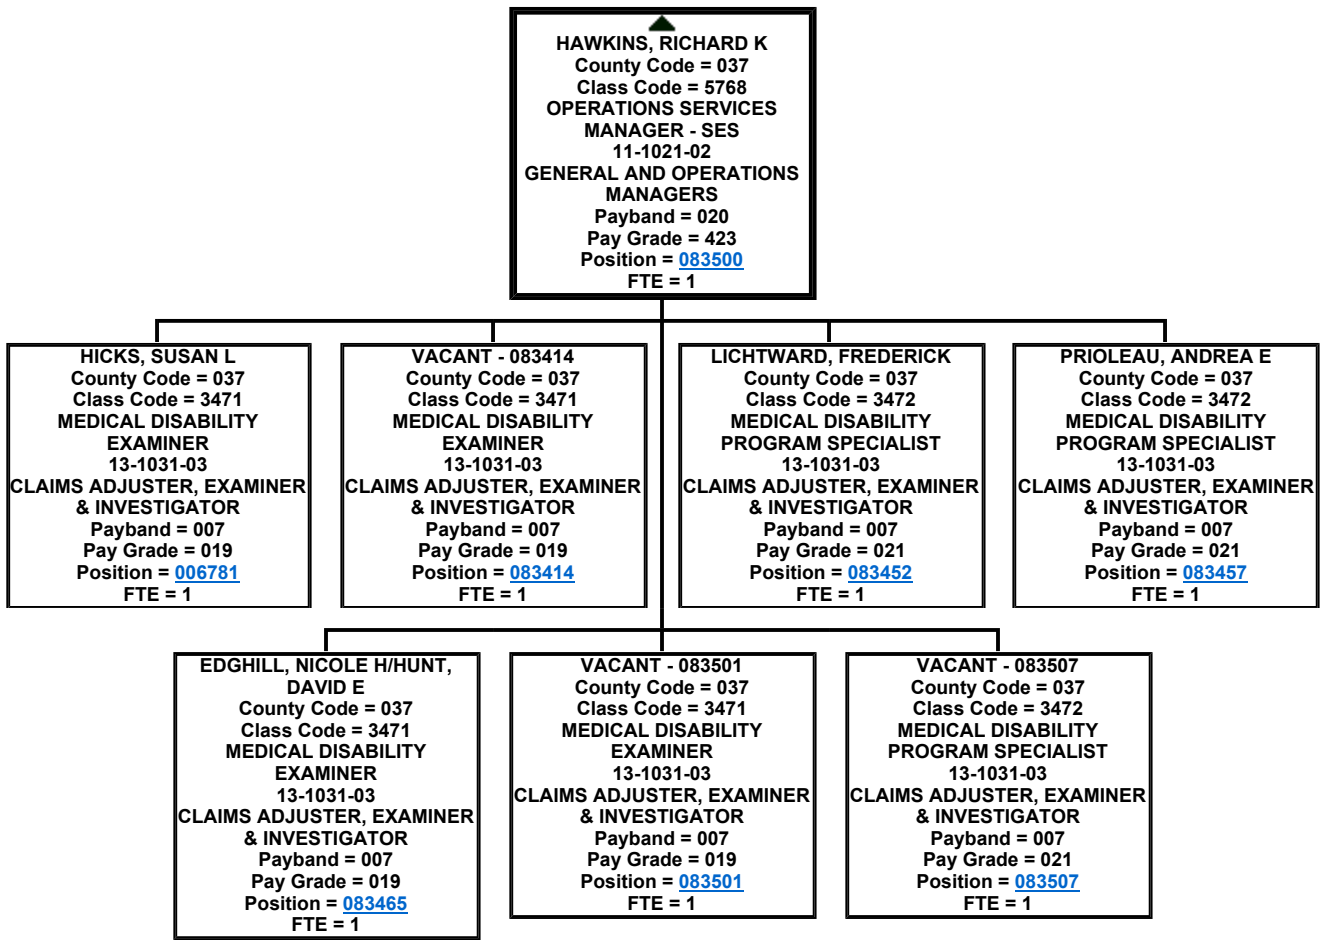 HAWKINS, RICHARD K
County Code = 037
Class Code = 5768
OPERATIONS SERVICES
MANAGER - SES
11-1021-02
GENERAL AND OPERATIONS
MANAGERS
Payband = 020
Pay Grade = 423
Position = 083500
FTE = 1
HICKS, SUSAN L
County Code = 037
Class Code = 3471
MEDICAL DISABILITY
EXAMINER
13-1031-03
CLAIMS ADJUSTER, EXAMINER
& INVESTIGATOR
Payband = 007
Pay Grade = 019
Position = 006781
FTE = 1
VACANT - 083414
County Code = 037
Class Code = 3471
MEDICAL DISABILITY
EXAMINER
13-1031-03
CLAIMS ADJUSTER, EXAMINER
& INVESTIGATOR
Payband = 007
Pay Grade = 019
Position = 083414
FTE = 1
LICHTWARD, FREDERICK
County Code = 037
Class Code = 3472
MEDICAL DISABILITY
PROGRAM SPECIALIST
13-1031-03
CLAIMS ADJUSTER, EXAMINER
& INVESTIGATOR
Payband = 007
Pay Grade = 021
Position = 083452
FTE = 1
PRIOLEAU, ANDREA E
County Code = 037
Class Code = 3472
MEDICAL DISABILITY
PROGRAM SPECIALIST
13-1031-03
CLAIMS ADJUSTER, EXAMINER
& INVESTIGATOR
Payband = 007
Pay Grade = 021
Position = 083457
FTE = 1
EDGHILL, NICOLE H/HUNT,
DAVID E
County Code = 037
Class Code = 3471
MEDICAL DISABILITY
EXAMINER
13-1031-03
CLAIMS ADJUSTER, EXAMINER
& INVESTIGATOR
Payband = 007
Pay Grade = 019
Position = 083465
FTE = 1
VACANT - 083501
County Code = 037
Class Code = 3471
MEDICAL DISABILITY
EXAMINER
13-1031-03
CLAIMS ADJUSTER, EXAMINER
& INVESTIGATOR
Payband = 007
Pay Grade = 019
Position = 083501
FTE = 1
VACANT - 083507
County Code = 037
Class Code = 3472
MEDICAL DISABILITY
PROGRAM SPECIALIST
13-1031-03
CLAIMS ADJUSTER, EXAMINER
& INVESTIGATOR
Payband = 007
Pay Grade = 021
Position = 083507
FTE = 1